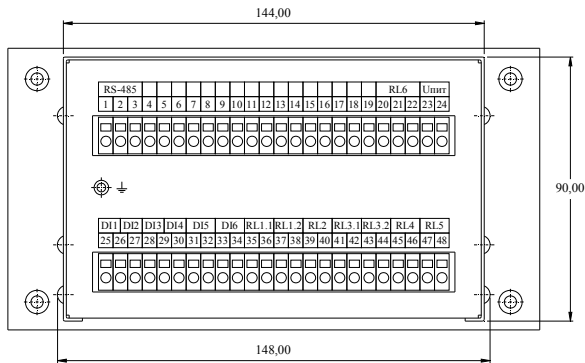 144,00
RS-485 RL6 Uпит
1 2 3 4 5 6 7 8 9 10 11 12 13 14 15 16 17 18 19 20 21 22 23 24
90,00
DI1 DI2 DI3 DI4 DI5 DI6 RL1.1 RL1.2 RL2 RL3.1 RL3.2 RL4 RL5
25 26 27 28 29 30 31 32 33 34 35 36 37 38 39 40 41 42 43 44 45 46 47 48
148,00